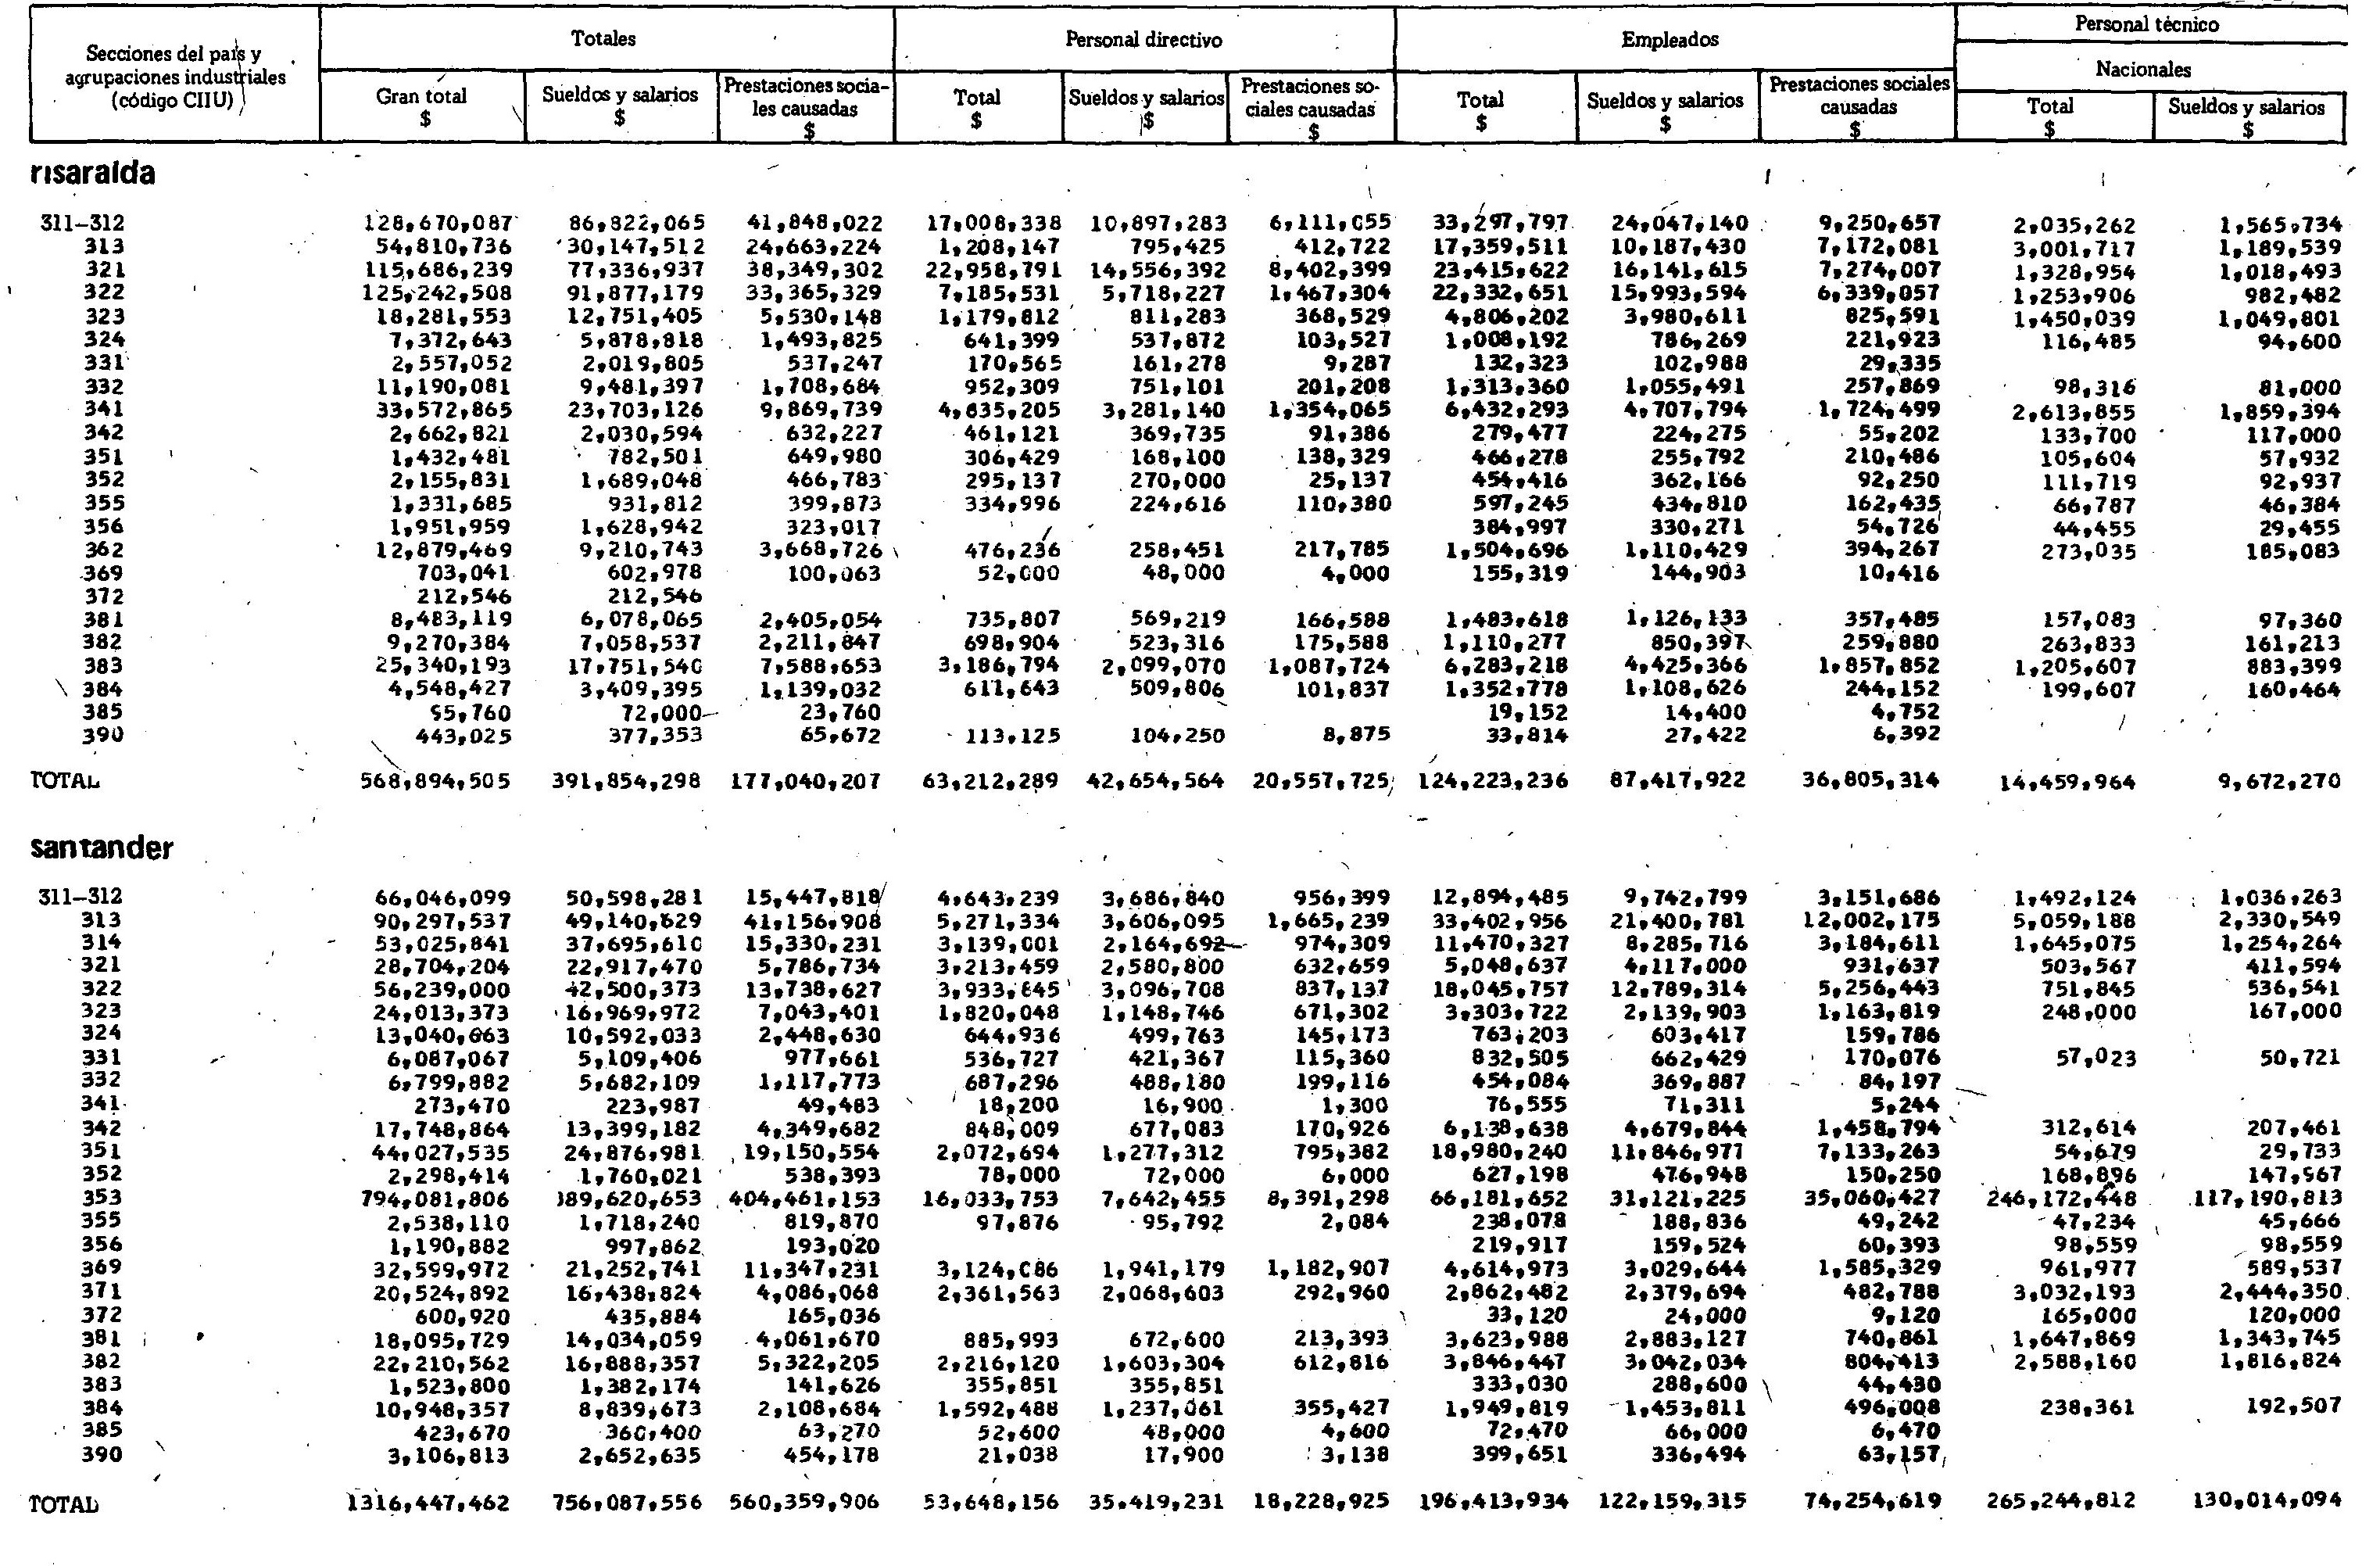 Secciones del país y agrupaciones industriales (código CIIU) Totales Personal directivo Empleados Personal técnico
Nacionales
Gran total $ Sueldos y salarios $ Prestaciones sociales causadas $ Total $ Sueldos y salarios $ Prestaciones sociales causadas $ Total $ Sueldos y salarios $ Prestaciones sociales causadas $ Total $ Sueldos y salarios $
risaralda
311-312 128,670,087 86,822,065 41,848,022 17,008,338 10,897,283 6,111,055 33,297,797 24,047,140 9,250,657 2,035,262 1,565,734
313 54,810,736 30,147,512 24,663,224 1,208,147 795,425 412,722 17,359,511 10,187,430 7,172,081 3,001,717 1,189,539
321 115,686,239 77,336,937 38,349,302 22,958,791 14,556,392 8,402,399 23,415,622 16,141,615 7,274,007 1,328,954 1,018,493
322 125,242,508 91,877,179 33,365,329 7,185,531 5,718,227 1,467,304 22,332,651 15,993,594 6,339,057 1,253,906 982,482
323 18,281,553 12,751,405 5,530,148 1,179,812 811,283 368,529 4,806,202 3,980,611 825,591 1,450,039 1,049,801
324 7,372,643 5,878,818 1,493,825 641,399 537,872 103,527 1,008,192 786,269 221,923 116,485 94,600
331 2,557,052 2,019,805 537,247 170,565 161,278 9,287 132,323 102,988 29,335
332 11,190,081 9,481,397 1,708,684 952,309 751,101 201,208 1,313,360 1,055,491 257,869 98,316 81,000
341 33,572,865 23,703,126 9,869,739 4,635,205 3,281,140 1,354,065 6,432,293 4,707,794 1,724,499 2,613,855 1,859,394
342 2,662,821 2,030,594 632,227 461,121 369,735 91,386 279,477 224,275 55,202 133,700 117,000
351 1,432,481 782,501 649,980 306,429 168,100 138,329 466,278 255,792 210,486 105,604 57,932
352 2,155,831 1,689,048 466,783 295,137 270,000 25,137 454,416 362,166 92,250 111,719 92,937
355 1,331,685 931,812 399,873 334,996 224,616 110,380 597,245 434,810 162,435 66,787 46,384
356 1,951,959 1,628,942 323,017 384,997 330,271 54,726 44,455 29,455
362 12,879,469 9,210,743 3,668,726 476,236 258,451 217,785 1,504,696 1,110,429 394,267 273,035 185,083
369 703,041 602,978 100,063 52,000 48,000 4,000 155,319 144,903 10,416
372 212,546 212,546
381 8,483,119 6,078,065 2,405,054 735,807 569,219 166,588 1,483,618 1,126,133 357,485 157,083 97,360
382 9,270,384 7,058,537 2,211,847 698,904 523,316 175,588 1,110,277 850,397 259,880 263,833 161,213
383 25,340,193 17,751,540 7,588,653 3,186,794 2,099,070 1,087,724 6,283,218 4,425,366 1,857,852 1,205,607 883,399
384 4,548,427 3,409,395 1,139,032 611,643 509,806 101,837 1,352,778 1,108,626 244,152 199,607 160,464
385 95,760 72,000 23,760 19,152 14,400 4,752
390 443,025 377,353 65,672 113,125 104,250 8,875 33,814 27,422 6,392
TOTAL 568,894,505 391,854,298 177,040,207 63,212,289 42,654,564 20,557,725 124,223,236 87,417,922 36,805,314 14,459,964 9,672,270
santander
311-312 66,046,099 50,598,281 15,447,818 4,643,239 3,686,840 956,399 12,894,485 9,742,799 3,151,686 1,492,124 1,036,263
313 90,297,537 49,140,629 41,156,908 5,271,334 3,606,095 1,665,239 33,402,956 21,400,781 12,002,175 5,059,188 2,330,549
314 53,025,841 37,695,610 15,330,231 3,139,001 2,164,692 974,309 11,470,327 8,285,716 3,184,611 1,645,075 1,254,264
321 28,704,204 22,917,470 5,786,734 3,213,459 2,580,800 632,659 5,048,637 4,117,000 931,637 503,567 411,594
322 56,239,000 42,500,373 13,738,627 3,933,845 3,096,708 837,137 18,045,757 12,789,314 5,256,443 751,845 536,541
323 24,013,373 16,969,972 7,043,401 1,820,048 1,148,746 671,302 3,303,722 2,139,903 1,163,819 248,000 167,000
324 13,040,663 10,592,033 2,448,630 644,936 499,763 145,173 763,203 603,417 159,786
331 6,087,067 5,109,406 977,661 536,727 421,367 115,360 832,505 662,429 170,076 57,023 50,721
332 6,799,882 5,682,109 1,117,773 687,296 488,180 199,116 454,084 369,887 84,197
341 273,470 223,987 49,483 18,200 16,900 1,300 76,555 71,311 5,244
342 17,748,864 13,399,182 4,349,682 848,009 677,083 170,926 6,138,638 4,679,844 1,458,794 312,614 207,461
351 44,027,535 24,876,981 19,150,554 2,072,694 1,277,312 795,382 18,980,240 11,846,977 7,133,263 54,679 29,733
352 2,298,414 1,760,021 538,393 78,000 72,000 6,000 627,198 476,948 150,250 168,896 147,567
353 794,081,806 389,620,653 404,461,153 16,033,753 7,642,455 8,391,298 66,181,652 31,121,225 35,060,427 246,172,448 117,190,813
355 2,538,110 1,718,240 819,870 97,876 95,792 2,084 238,078 188,836 49,242 47,234 45,666
356 1,190,882 997,862 193,020 219,917 159,524 60,393 98,559 98,559
369 32,599,972 21,252,741 11,347,231 3,124,086 1,941,179 1,182,907 4,614,973 3,029,644 1,585,329 961,977 589,537
371 20,524,892 16,438,824 4,086,068 2,361,563 2,068,603 292,960 2,862,482 2,379,694 482,788 3,032,193 2,444,350
372 600,920 435,884 165,036 33,120 24,000 9,120 165,000 120,000
381 18,095,729 14,034,059 4,061,670 885,993 672,600 213,393 3,623,988 2,883,127 740,861 1,647,869 1,343,745
382 22,210,562 16,888,357 5,322,205 2,216,120 1,603,304 612,816 3,846,447 3,042,034 804,413 2,588,160 1,816,824
383 1,523,800 1,382,174 141,626 355,851 355,851 333,030 288,600 44,430
384 10,948,357 8,839,673 2,108,684 1,592,488 1,237,061 355,427 1,949,819 1,453,811 496,008 238,361 192,507
385 423,670 360,400 63,270 52,600 48,000 4,600 72,470 66,000 6,470
390 3,106,813 2,652,635 454,178 21,038 17,900 3,138 399,651 336,494 63,157
TOTAL 1316,447,462 756,087,556 560,359,906 53,648,156 35,419,231 18,228,925 196,413,934 122,159,315 74,254,619 265,244,812 130,014,094